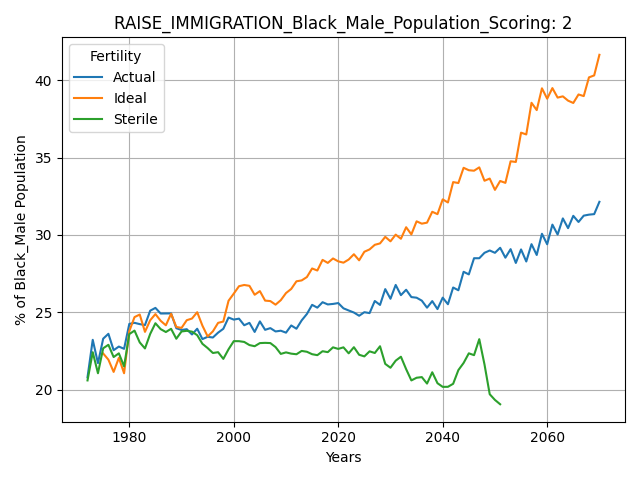 RAISE_IMMIGRATION_Black_Male_Population_Scoring: 2
Fertility
Actual
Ideal
Sterile
% of Black_Male Population
40
35
30
25
20
1980 2000 2020 2040 2060
Years